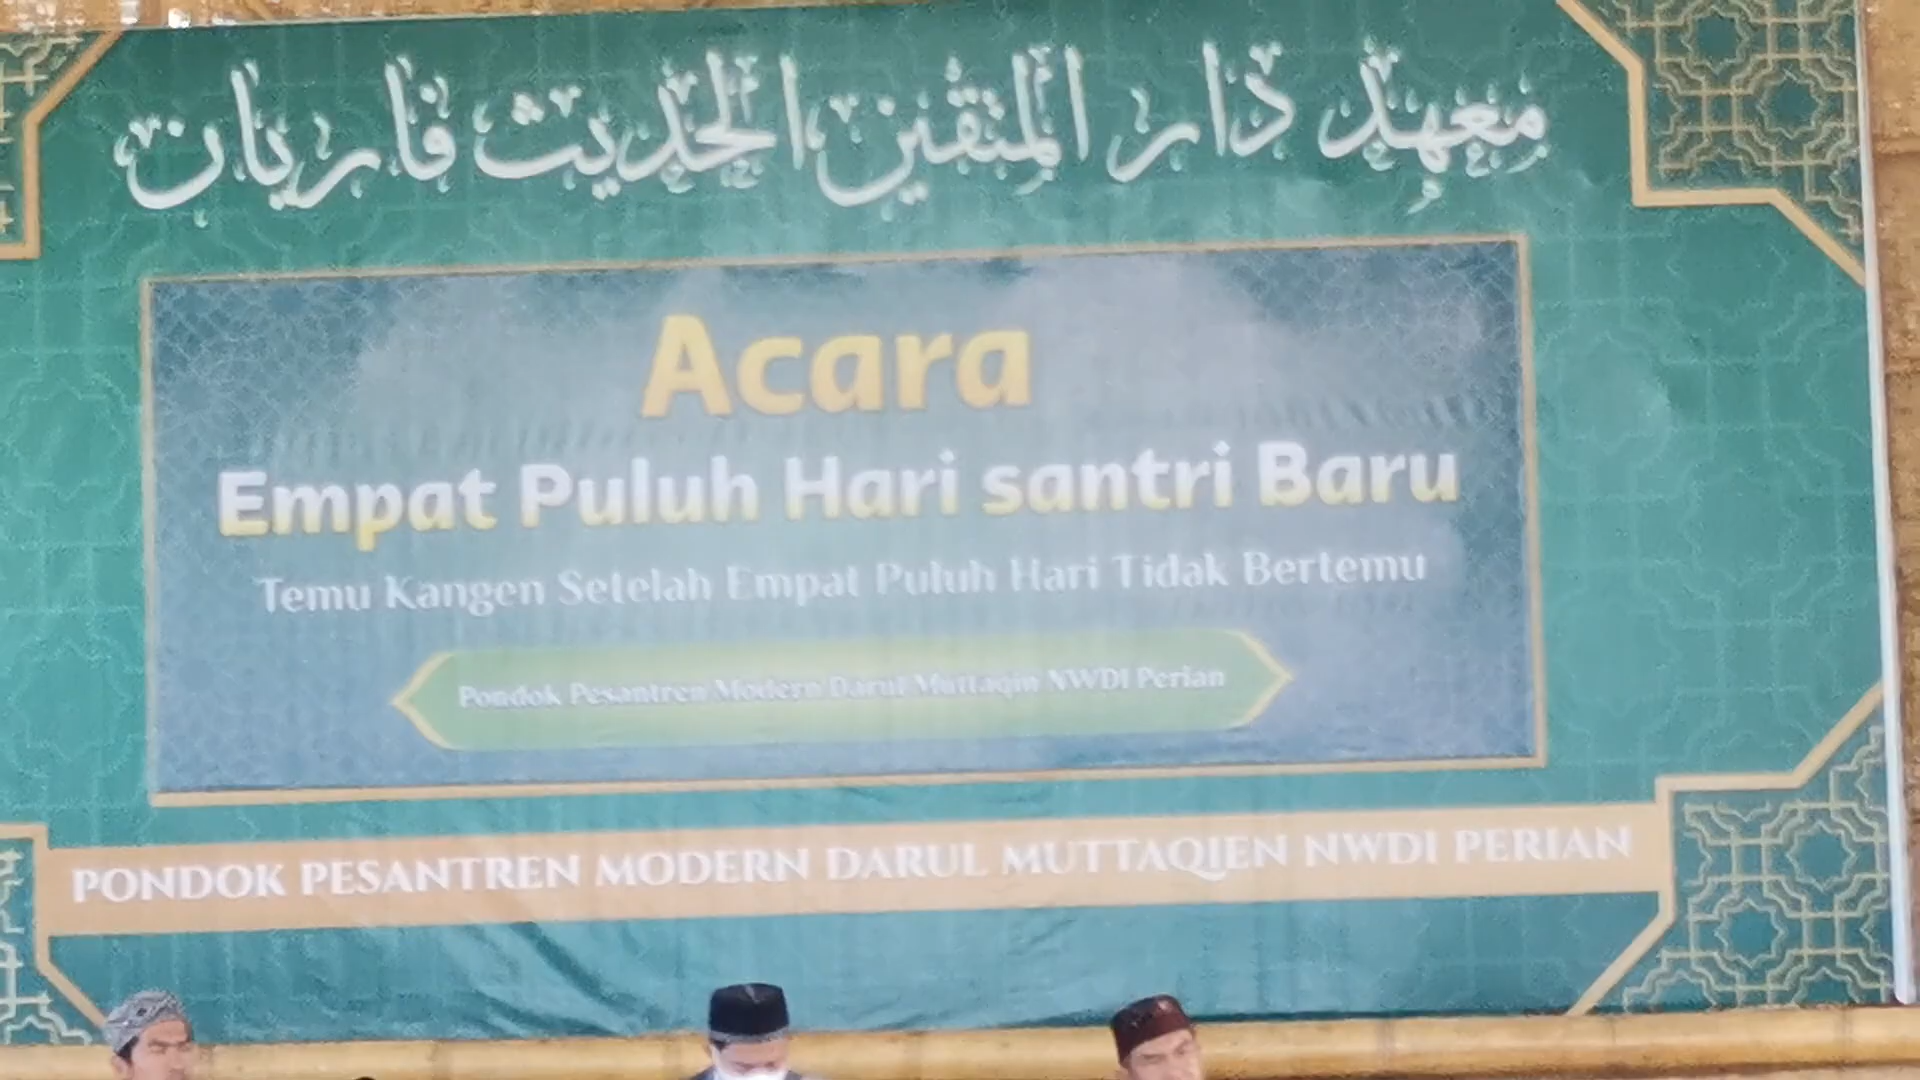 معهد دار المتقين الحديث فاريان
Acara
Empat Puluh Hari santri Baru
Temu Kangen Setelah Empat Puluh Hari Tidak Bertemu
Pondok Pesantren Modern Darul Muttaqin NWDI Perian
PONDOK PESANTREN MODERN DARUL MUTTAQIEN NWDI PERIAN